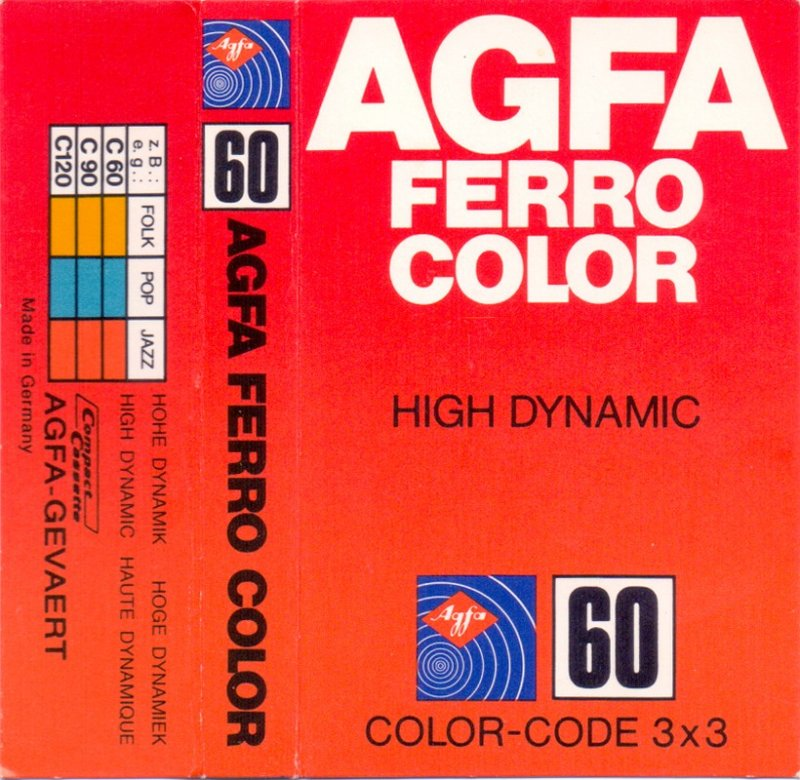 AGFA
FERRO
COLOR
HIGH DYNAMIC
Agfa
60
COLOR-CODE 3x3
Agfa
60
AGFA FERRO COLOR
z.B.: FOLK POP JAZZ
e.g.:
C 60
C 90
C120
HOHE DYNAMIK HOGE DYNAMIEK
HIGH DYNAMIC HAUTE DYNAMIQUE
Compact
Cassette
AGFA-GEVAERT
Made in Germany